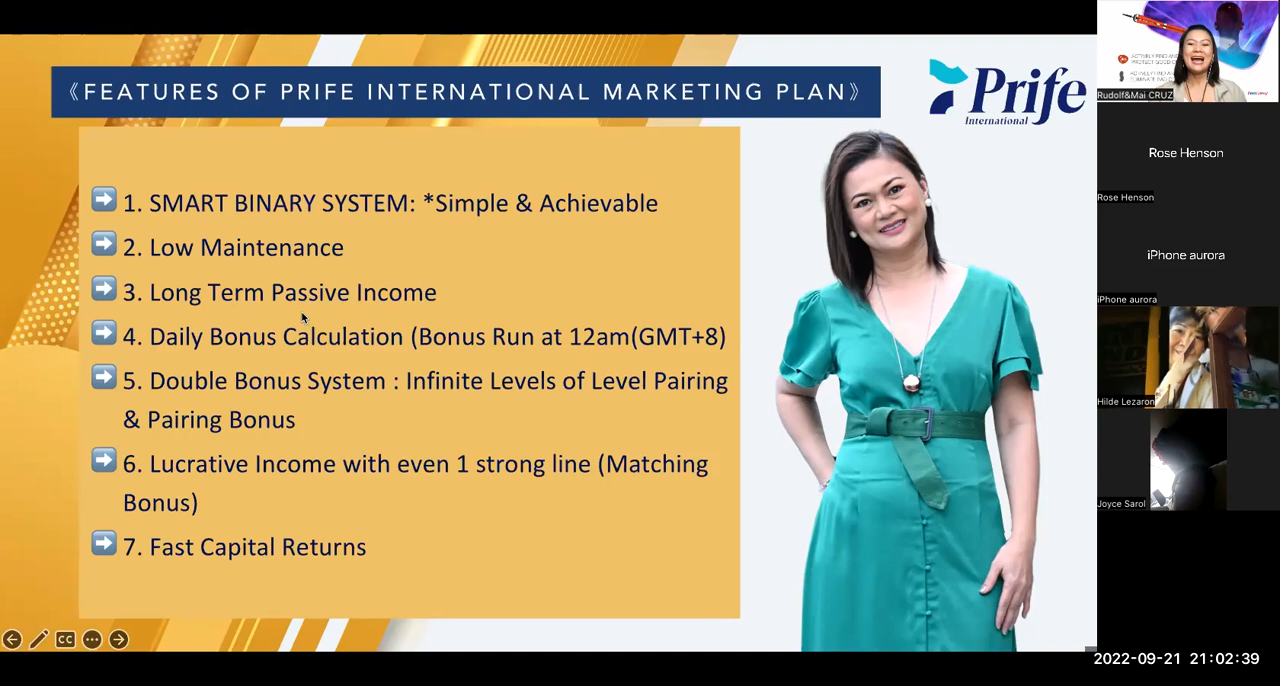 《FEATURES OF PRIFE INTERNATIONAL MARKETING PLAN》
Prife
International
1. SMART BINARY SYSTEM: *Simple & Achievable
2. Low Maintenance
3. Long Term Passive Income
4. Daily Bonus Calculation (Bonus Run at 12am(GMT+8)
5. Double Bonus System : Infinite Levels of Level Pairing
& Pairing Bonus
6. Lucrative Income with even 1 strong line (Matching
Bonus)
7. Fast Capital Returns
CC
Rudolf&Mai CRUZ
Rose Henson
Rose Henson
iPhone aurora
iPhone aurora
Hilde Lezaron
Joyce Sarol
2022-09-21 21:02:39